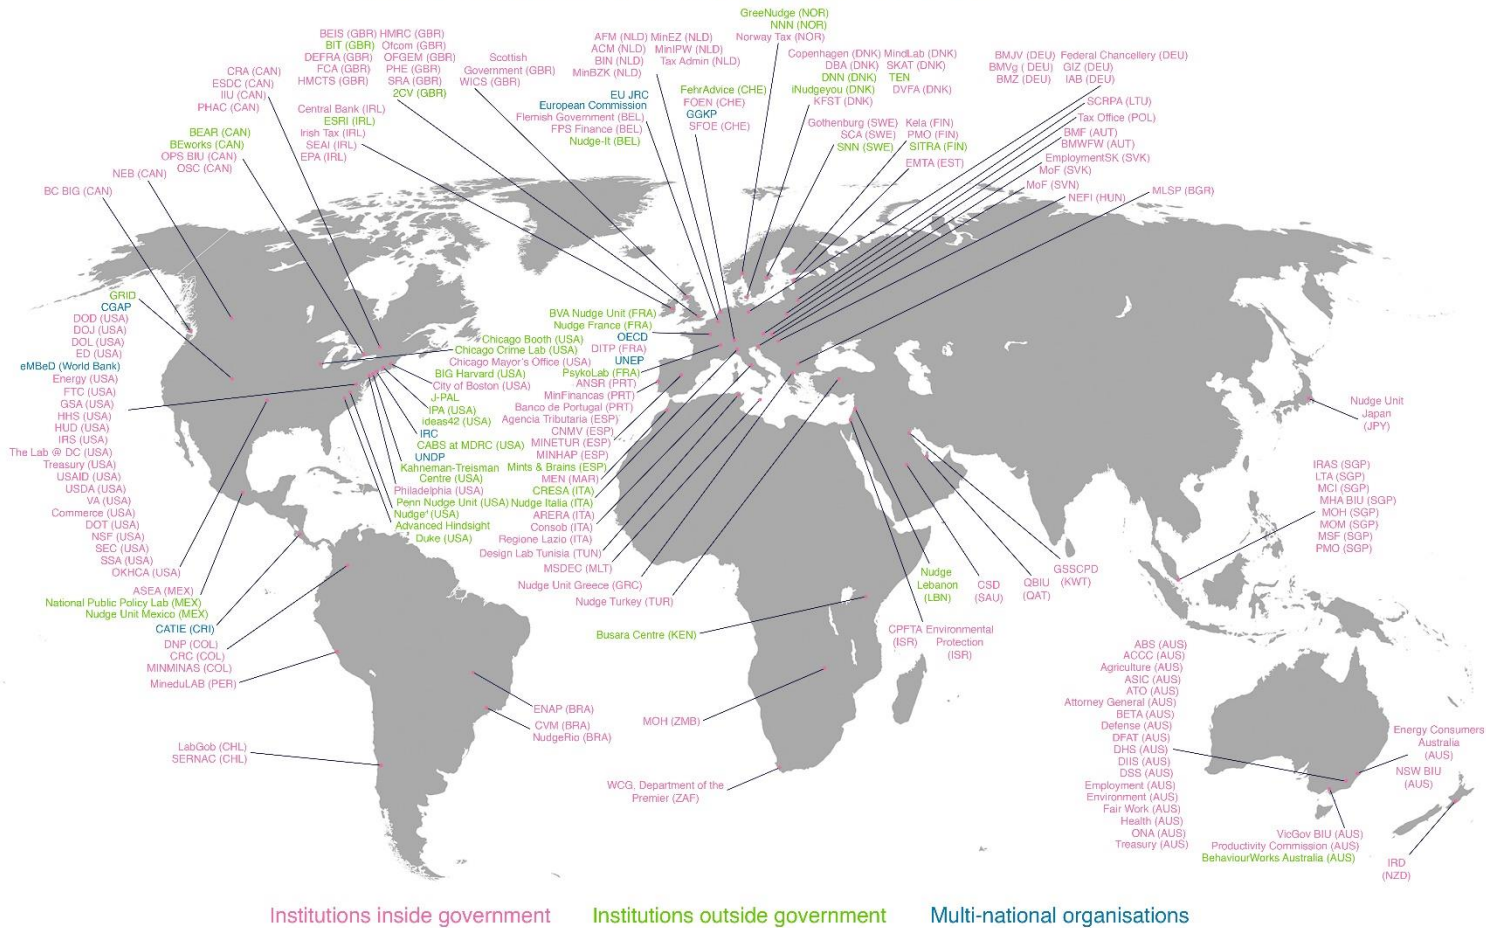 GreeNudge (NOR)
NNN (NOR)
Norway Tax (NOR)
BEIS (GBR) HMRC (GBR)
BIT (GBR) Ofcom (GBR)
DEFRA (GBR) OFGEM (GBR)
FCA (GBR) PHE (GBR)
HMCTS (GBR) SRA (GBR)
2CV (GBR)
Scottish
Government (GBR)
WICS (GBR)
AFM (NLD) MinEZ (NLD)
ACM (NLD) MinIPW (NLD)
BIN (NLD) Tax Admin (NLD)
MinBZK (NLD)
Copenhagen (DNK) MindLab (DNK)
DBA (DNK) SKAT (DNK)
DNN (DNK) TEN
iNudgeyou (DNK) DVFA (DNK)
KFST (DNK)
BMJV (DEU) Federal Chancellery (DEU)
BMVg ( DEU) GIZ (DEU)
BMZ (DEU) IAB (DEU)
CRA (CAN)
ESDC (CAN)
IIU (CAN)
PHAC (CAN)
Central Bank (IRL)
ESRI (IRL)
Irish Tax (IRL)
SEAI (IRL)
EPA (IRL)
EU JRC
European Commission
Flemish Government (BEL)
FPS Finance (BEL)
Nudge-It (BEL)
FehrAdvice (CHE)
FOEN (CHE)
GGKP
SFOE (CHE)
Gothenburg (SWE)
SCA (SWE)
SNN (SWE)
Kela (FIN)
PMO (FIN)
SITRA (FIN)
EMTA (EST)
SCRPA (LTU)
Tax Office (POL)
BMF (AUT)
BMWFW (AUT)
EmploymentSK (SVK)
MoF (SVK)
MoF (SVN)
NEFI (HUN)
MLSP (BGR)
BEAR (CAN)
BEworks (CAN)
OPS BIU (CAN)
OSC (CAN)
NEB (CAN)
BC BIG (CAN)
GRID
CGAP
DOD (USA)
DOJ (USA)
DOL (USA)
ED (USA)
eMBeD (World Bank)
Energy (USA)
FTC (USA)
GSA (USA)
HHS (USA)
HUD (USA)
IRS (USA)
The Lab @ DC (USA)
Treasury (USA)
USAID (USA)
USDA (USA)
VA (USA)
Commerce (USA)
DOT (USA)
NSF (USA)
SEC (USA)
SSA (USA)
OKHCA (USA)
ASEA (MEX)
National Public Policy Lab (MEX)
Nudge Unit Mexico (MEX)
CATIE (CRI)
DNP (COL)
CRC (COL)
MINMINAS (COL)
MineduLAB (PER)
LabGob (CHL)
SERNAC (CHL)
Chicago Booth (USA)
Chicago Crime Lab (USA)
Chicago Mayor's Office (USA)
BIG Harvard (USA)
City of Boston (USA)
J-PAL
IPA (USA)
ideas42 (USA)
IRC
CABS at MDRC (USA)
UNDP
Kahneman-Treisman
Centre (USA)
Philadelphia (USA)
Penn Nudge Unit (USA)
Nudge⁴ (USA)
Advanced Hindsight
Duke (USA)
BVA Nudge Unit (FRA)
Nudge France (FRA)
OECD
DITP (FRA)
UNEP
PsykoLab (FRA)
ANSR (PRT)
MinFinancas (PRT)
Banco de Portugal (PRT)
Agencia Tributaria (ESP)
CNMV (ESP)
MINETUR (ESP)
MINHAP (ESP)
Mints & Brains (ESP)
MEN (MAR)
CRESA (ITA)
Nudge Italia (ITA)
ARERA (ITA)
Consob (ITA)
Regione Lazio (ITA)
Design Lab Tunisia (TUN)
MSDEC (MLT)
Nudge Unit Greece (GRC)
Nudge Turkey (TUR)
Busara Centre (KEN)
MOH (ZMB)
WCG, Department of the
Premier (ZAF)
ENAP (BRA)
CVM (BRA)
NudgeRio (BRA)
Nudge
Lebanon
(LBN)
CPFTA
(ISR)
Environmental
Protection
(ISR)
CSD
(SAU)
QBIU
(QAT)
GSSCPD
(KWT)
Nudge Unit
Japan
(JPY)
IRAS (SGP)
LTA (SGP)
MCI (SGP)
MHA BIU (SGP)
MOH (SGP)
MOM (SGP)
MSF (SGP)
PMO (SGP)
ABS (AUS)
ACCC (AUS)
Agriculture (AUS)
ASIC (AUS)
ATO (AUS)
Attorney General (AUS)
BETA (AUS)
Defense (AUS)
DFAT (AUS)
DHS (AUS)
DIIS (AUS)
DSS (AUS)
Employment (AUS)
Environment (AUS)
Fair Work (AUS)
Health (AUS)
ONA (AUS)
Treasury (AUS)
Energy Consumers
Australia
(AUS)
NSW BIU
(AUS)
VicGov BIU (AUS)
Productivity Commission (AUS)
BehaviourWorks Australia (AUS)
IRD
(NZD)
Institutions inside government
Institutions outside government
Multi-national organisations